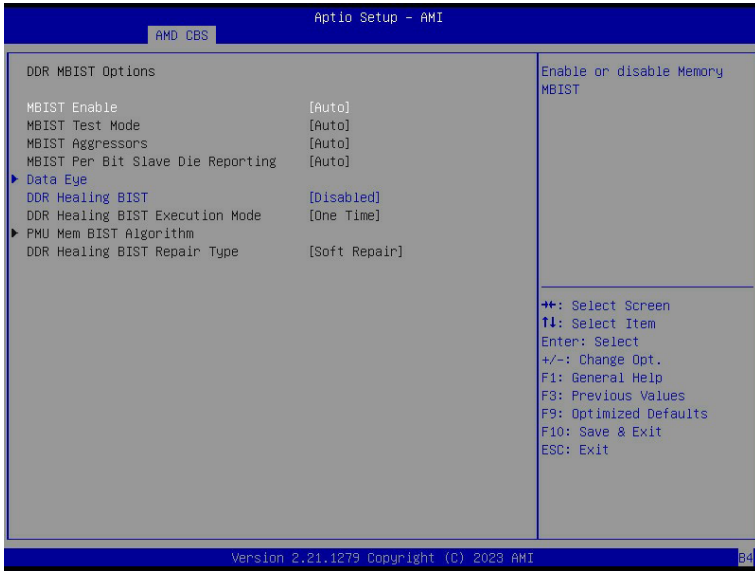 Aptio Setup – AMI
AMD CBS
DDR MBIST Options
MBIST Enable [Auto]
MBIST Test Mode [Auto]
MBIST Aggressors [Auto]
MBIST Per Bit Slave Die Reporting [Auto]
Data Eye
DDR Healing BIST [Disabled]
DDR Healing BIST Execution Mode [One Time]
PMU Mem BIST Algorithm
DDR Healing BIST Repair Type [Soft Repair]
Enable or disable Memory
MBIST
→←: Select Screen
↑↓: Select Item
Enter: Select
+/-: Change Opt.
F1: General Help
F3: Previous Values
F9: Optimized Defaults
F10: Save & Exit
ESC: Exit
Version 2.21.1279 Copyright (C) 2023 AMI
B4